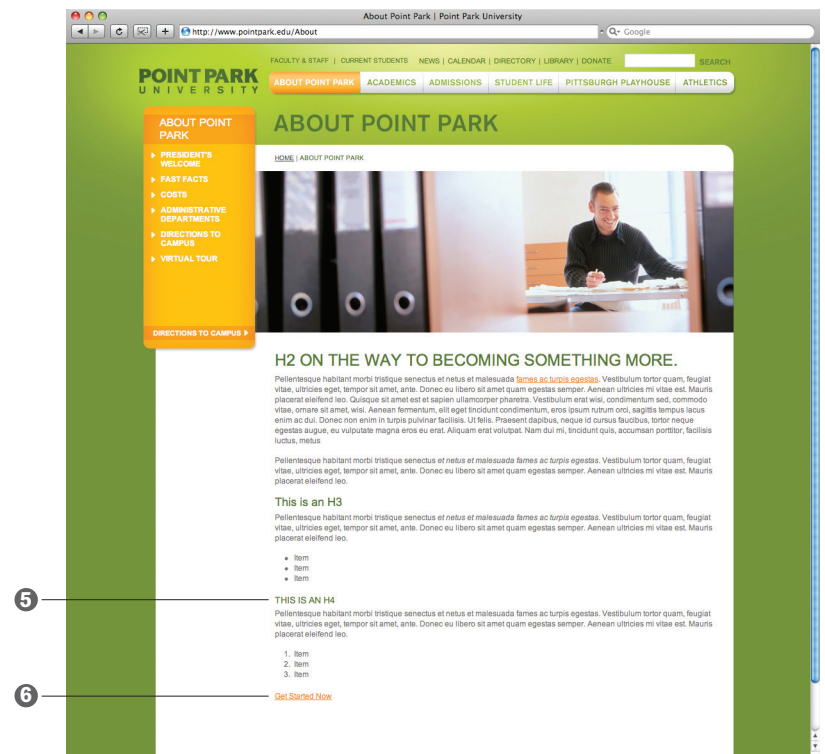 About Point Park | Point Park University
http://www.pointpark.edu/About
Google
FACULTY & STAFF | CURRENT STUDENTS NEWS | CALENDAR | DIRECTORY | LIBRARY | DONATE SEARCH
POINT PARK
UNIVERSITY
ABOUT POINT PARK ACADEMICS ADMISSIONS STUDENT LIFE PITTSBURGH PLAYHOUSE ATHLETICS
ABOUT POINT
PARK
PRESIDENT'S
WELCOME
FAST FACTS
COSTS
ADMINISTRATIVE
DEPARTMENTS
DIRECTIONS TO
CAMPUS
VIRTUAL TOUR
DIRECTIONS TO CAMPUS
ABOUT POINT PARK
HOME | ABOUT POINT PARK
H2 ON THE WAY TO BECOMING SOMETHING MORE.
Pellentesque habitant morbi tristique senectus et netus et malesuada fames ac turpis egestas. Vestibulum tortor quam, feugiat
vitae, ultricies eget, tempor sit amet, ante. Donec eu libero sit amet quam egestas semper. Aenean ultricies mi vitae est. Mauris
placerat eleifend leo. Quisque sit amet est et sapien ullamcorper pharetra. Vestibulum erat wisi, condimentum sed, commodo
vitae, ornare sit amet, wisi. Aenean fermentum, elit eget tincidunt condimentum, eros ipsum rutrum orci, sagittis tempus lacus
enim ac dui. Donec non enim in turpis pulvinar facilisis. Ut felis. Praesent dapibus, neque id cursus faucibus, tortor neque
egestas augue, eu vulputate magna eros eu erat. Aliquam erat volutpat. Nam dui mi, tincidunt quis, accumsan porttitor, facilisis
luctus, metus
Pellentesque habitant morbi tristique senectus et netus et malesuada fames ac turpis egestas. Vestibulum tortor quam, feugiat
vitae, ultricies eget, tempor sit amet, ante. Donec eu libero sit amet quam egestas semper. Aenean ultricies mi vitae est. Mauris
placerat eleifend leo.
This is an H3
Pellentesque habitant morbi tristique senectus et netus et malesuada fames ac turpis egestas. Vestibulum tortor quam, feugiat
vitae, ultricies eget, tempor sit amet, ante. Donec eu libero sit amet quam egestas semper. Aenean ultricies mi vitae est. Mauris
placerat eleifend leo.
• Item
• Item
• Item
5
THIS IS AN H4
Pellentesque habitant morbi tristique senectus et netus et malesuada fames ac turpis egestas. Vestibulum tortor quam, feugiat
vitae, ultricies eget, tempor sit amet, ante. Donec eu libero sit amet quam egestas semper. Aenean ultricies mi vitae est. Mauris
placerat eleifend leo.
1. Item
2. Item
3. Item
6
Get Started Now